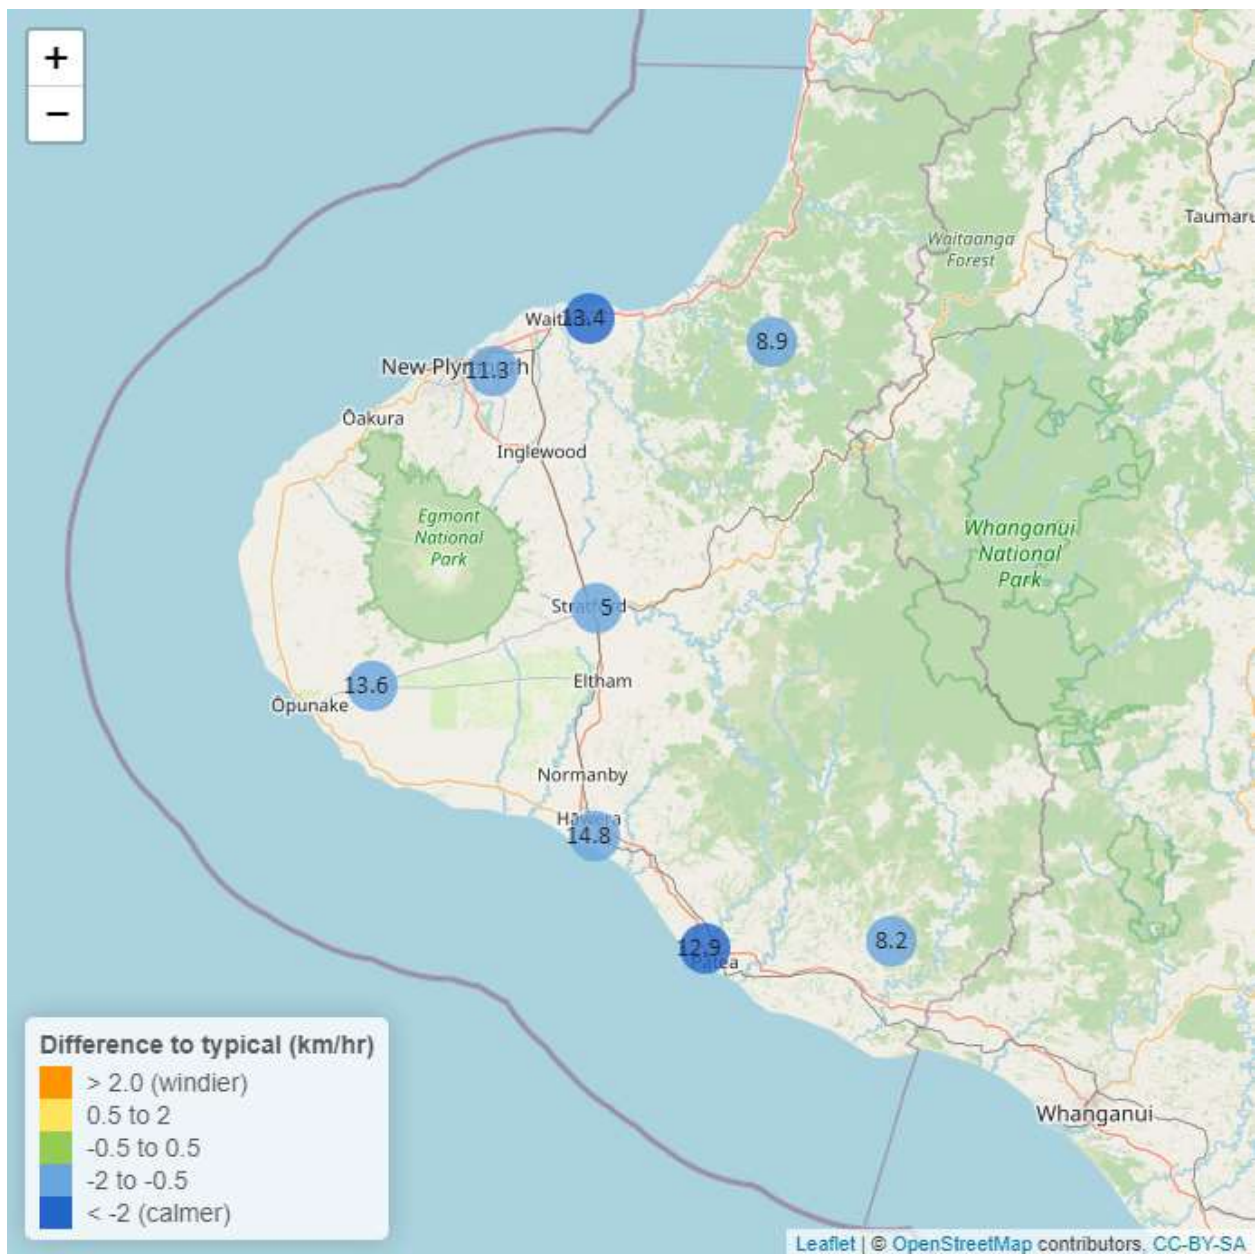 +
−
Taumaru
Waitaanga
Forest
13.4
8.9
11.3
Ōakura
Inglewood
Egmont
National
Park
Whanganui
National
Park
5
13.6
Eltham
Ōpunake
Normanby
14.8
12.9
8.2
Difference to typical (km/hr)
> 2.0 (windier)
0.5 to 2
-0.5 to 0.5
-2 to -0.5
< -2 (calmer)
Whanganui
Leaflet | © OpenStreetMap contributors, CC-BY-SA